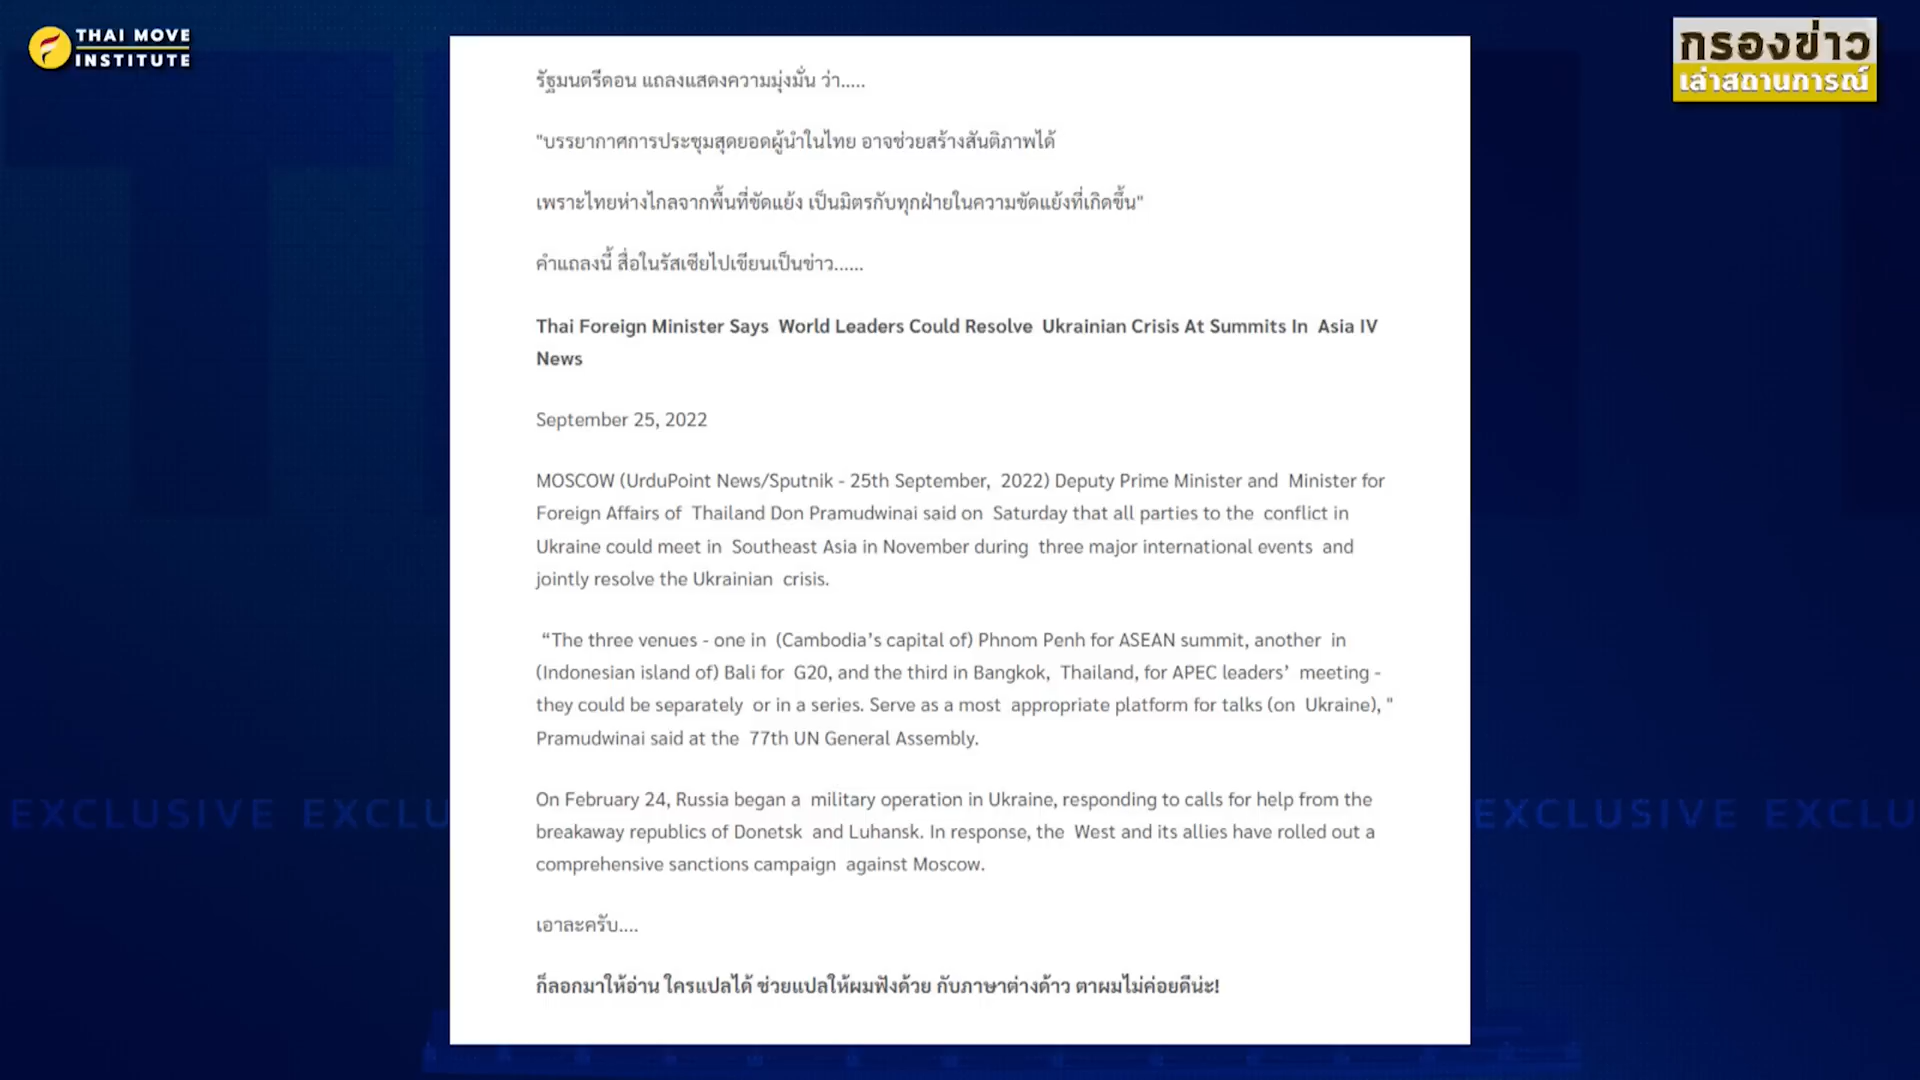 THAI MOVE
INSTITUTE
กรองข่าว
เล่าสถานการณ์
รัฐมนตรีดอน แถลงแสดงความมุ่งมั่น ว่า.....
"บรรยากาศการประชุมสุดยอดผู้นำในไทย อาจช่วยสร้างสันติภาพได้
เพราะไทยห่างไกลจากพื้นที่ขัดแย้ง เป็นมิตรกับทุกฝ่ายในความขัดแย้งที่เกิดขึ้น"
คำแถลงนี้ สื่อในรัสเซียไปเขียนเป็นข่าว......
Thai Foreign Minister Says World Leaders Could Resolve Ukrainian Crisis At Summits In Asia IV
News
September 25, 2022
MOSCOW (UrduPoint News/Sputnik - 25th September, 2022) Deputy Prime Minister and Minister for
Foreign Affairs of Thailand Don Pramudwinai said on Saturday that all parties to the conflict in
Ukraine could meet in Southeast Asia in November during three major international events and
jointly resolve the Ukrainian crisis.
“The three venues - one in (Cambodia’s capital of) Phnom Penh for ASEAN summit, another in
(Indonesian island of) Bali for G20, and the third in Bangkok, Thailand, for APEC leaders’ meeting -
they could be separately or in a series. Serve as a most appropriate platform for talks (on Ukraine), "
Pramudwinai said at the 77th UN General Assembly.
On February 24, Russia began a military operation in Ukraine, responding to calls for help from the
breakaway republics of Donetsk and Luhansk. In response, the West and its allies have rolled out a
comprehensive sanctions campaign against Moscow.
เอาละครับ....
ก็ลอกมาให้อ่าน ใครแปลได้ ช่วยแปลให้ผมฟังด้วย กับภาษาต่างด้าว ตาผมไม่ค่อยดีน่ะ!
EXCLUSIVE EXCLU
EXCLUSIVE EXCLU